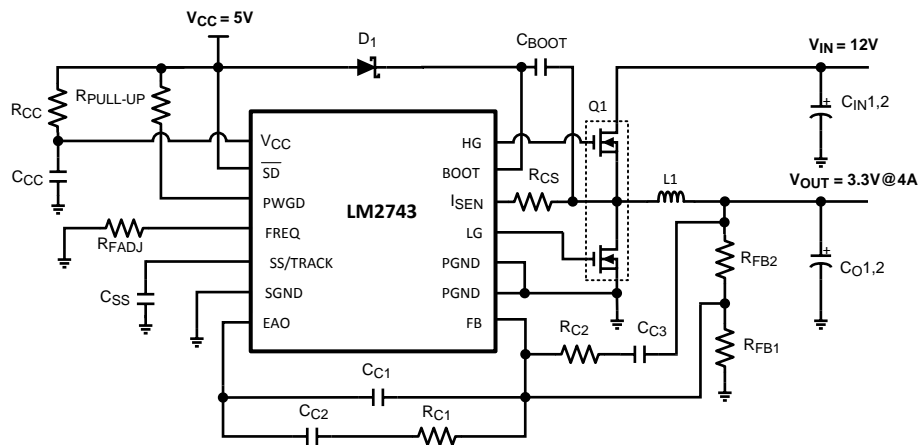 VCC = 5V
D1
CBOOT
VIN = 12V
RCC
RPULL-UP
Q1
CIN1,2
+
VCC
HG
CCC
SD
BOOT
RCS
L1
VOUT = 3.3V@4A
PWGD
LM2743
ISEN
RFADJ
FREQ
LG
RFB2
+
CO1,2
SS/TRACK
PGND
CSS
SGND
PGND
EAO
FB
RC2
CC3
RFB1
CC1
CC2
RC1